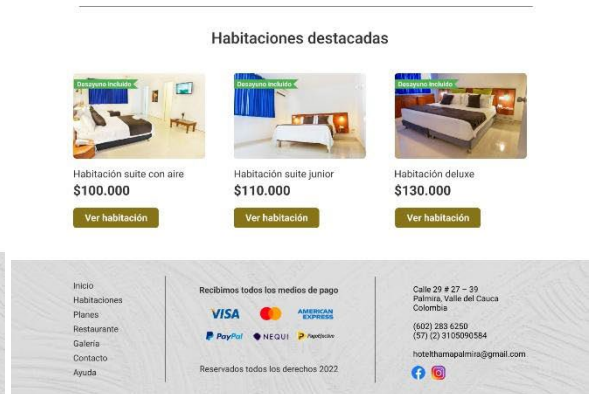 Habitaciones destacadas
Desayuno incluido
Desayuno incluido
Desayuno incluido
Habitación suite con aire
$100.000
Ver habitación
Habitación suite junior
$110.000
Ver habitación
Habitación deluxe
$130.000
Ver habitación
Inicio
Habitaciones
Planes
Restaurante
Galería
Contacto
Ayuda
Recibimos todos los medios de pago
VISA
AMERICAN
EXPRESS
PayPal
NEQUI
PagoEfectivo
Reservados todos los derechos 2022
Calle 29 # 27 – 39
Palmira, Valle del Cauca
Colombia
(602) 283 6250
(57) (2) 3105090584
hotelthamapalmira@gmail.com